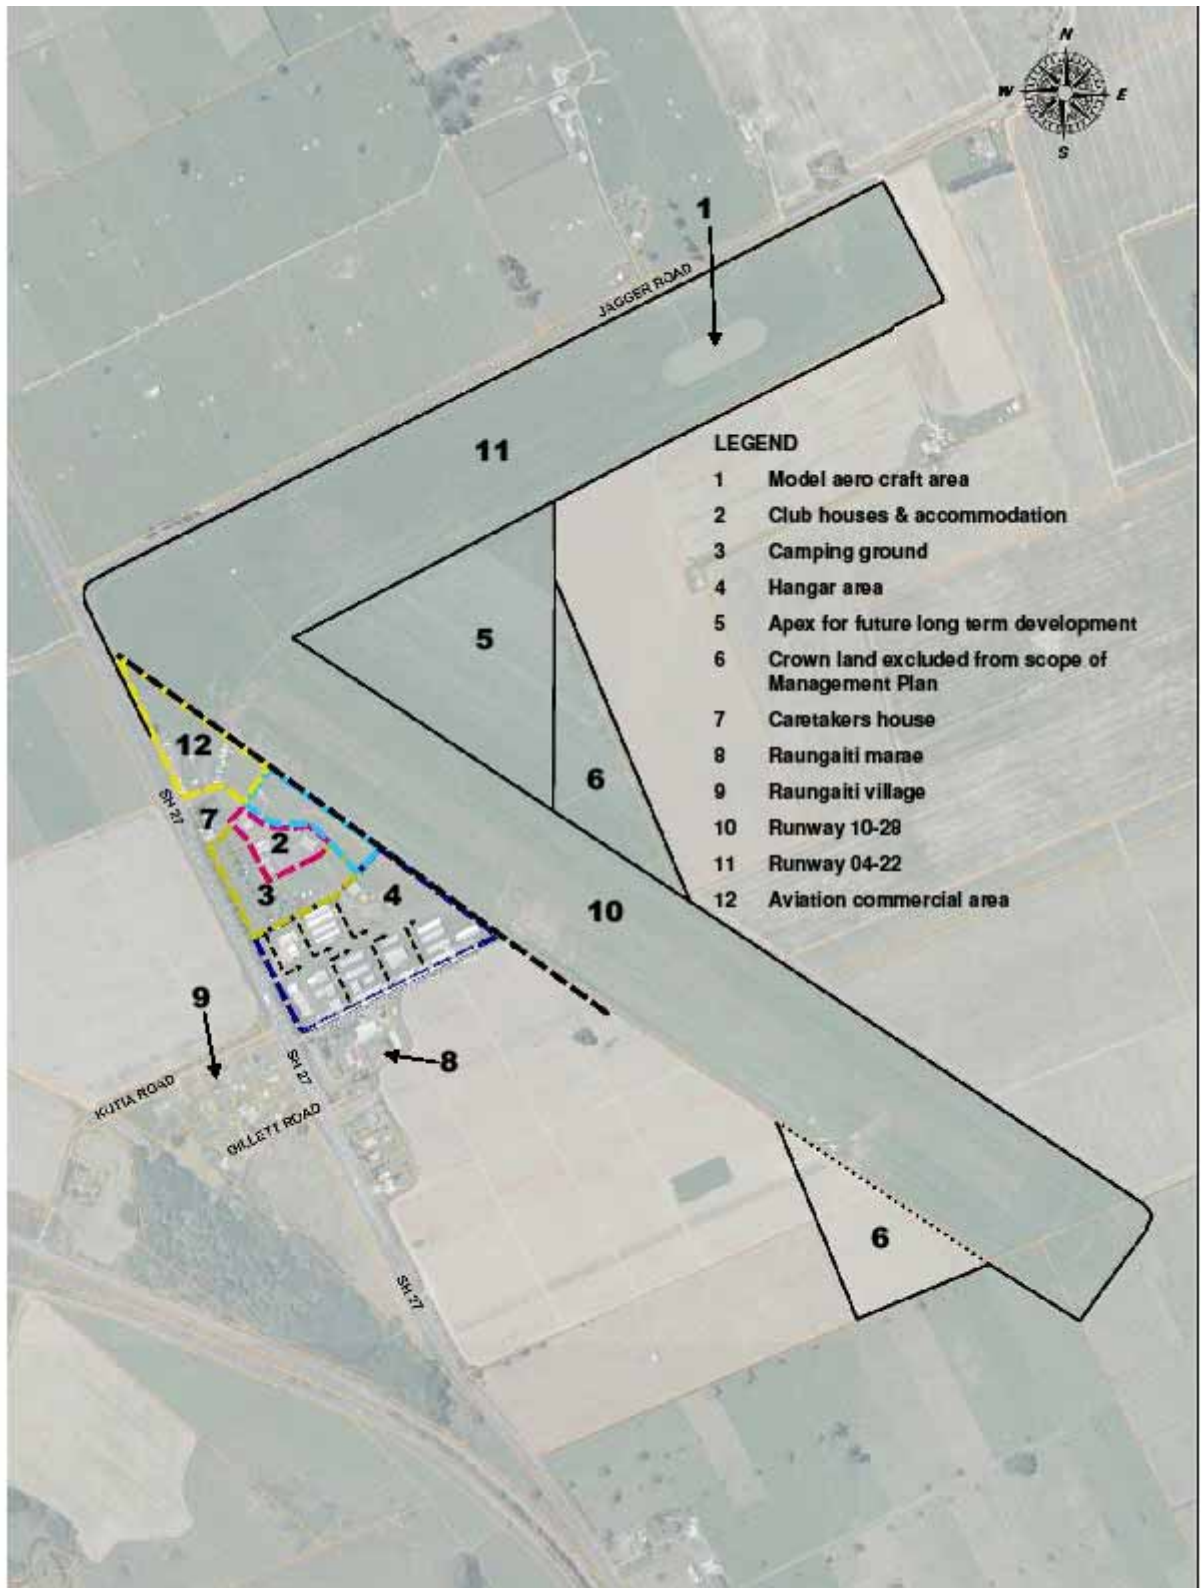 N
W E
S
1
JAGGER ROAD
11
LEGEND
1 Model aero craft area
2 Club houses & accommodation
3 Camping ground
4 Hangar area
5 Apex for future long term development
6 Crown land excluded from scope of
Management Plan
7 Caretakers house
8 Raungaiti marae
9 Raungaiti village
10 Runway 10-28
11 Runway 04-22
12 Aviation commercial area
5
12
6
SH 27
7
2
3
4
10
9
8
SH 27
KUTIA ROAD
GILLETT ROAD
6
SH 27